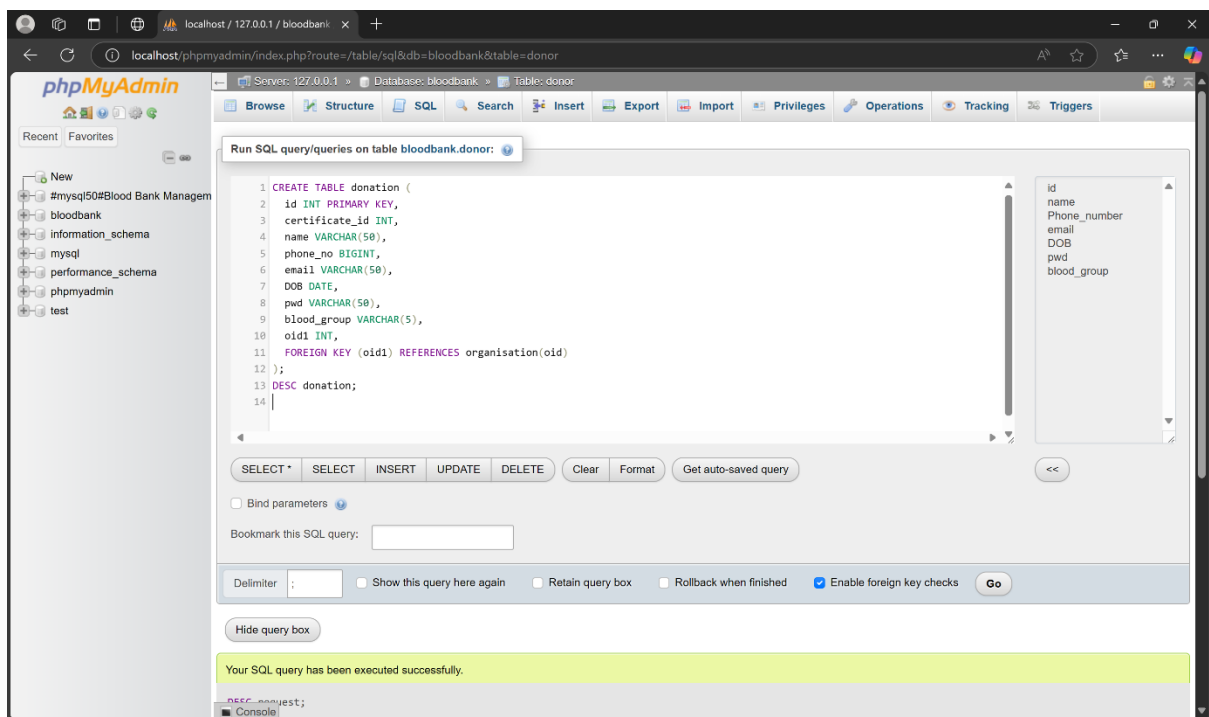 localhost / 127.0.0.1 / bloodbank
localhost/phpmyadmin/index.php?route=/table/sql&db=bloodbank&table=donor
phpMyAdmin
Recent Favorites
New
#mysql50#Blood Bank Managem
bloodbank
information_schema
mysql
performance_schema
phpmyadmin
test
Server: 127.0.0.1 » Database: bloodbank » Table: donor
Browse Structure SQL Search Insert Export Import Privileges Operations Tracking Triggers
Run SQL query/queries on table bloodbank.donor:
1 CREATE TABLE donation (
2 id INT PRIMARY KEY,
3 certificate_id INT,
4 name VARCHAR(50),
5 phone_no BIGINT,
6 email VARCHAR(50),
7 DOB DATE,
8 pwd VARCHAR(50),
9 blood_group VARCHAR(5),
10 oid1 INT,
11 FOREIGN KEY (oid1) REFERENCES organisation(oid)
12 );
13 DESC donation;
14
id
name
Phone_number
email
DOB
pwd
blood_group
SELECT * SELECT INSERT UPDATE DELETE Clear Format Get auto-saved query <<
Bind parameters
Bookmark this SQL query:
Delimiter ; Show this query here again Retain query box Rollback when finished Enable foreign key checks Go
Hide query box
Your SQL query has been executed successfully.
DESC request;
Console